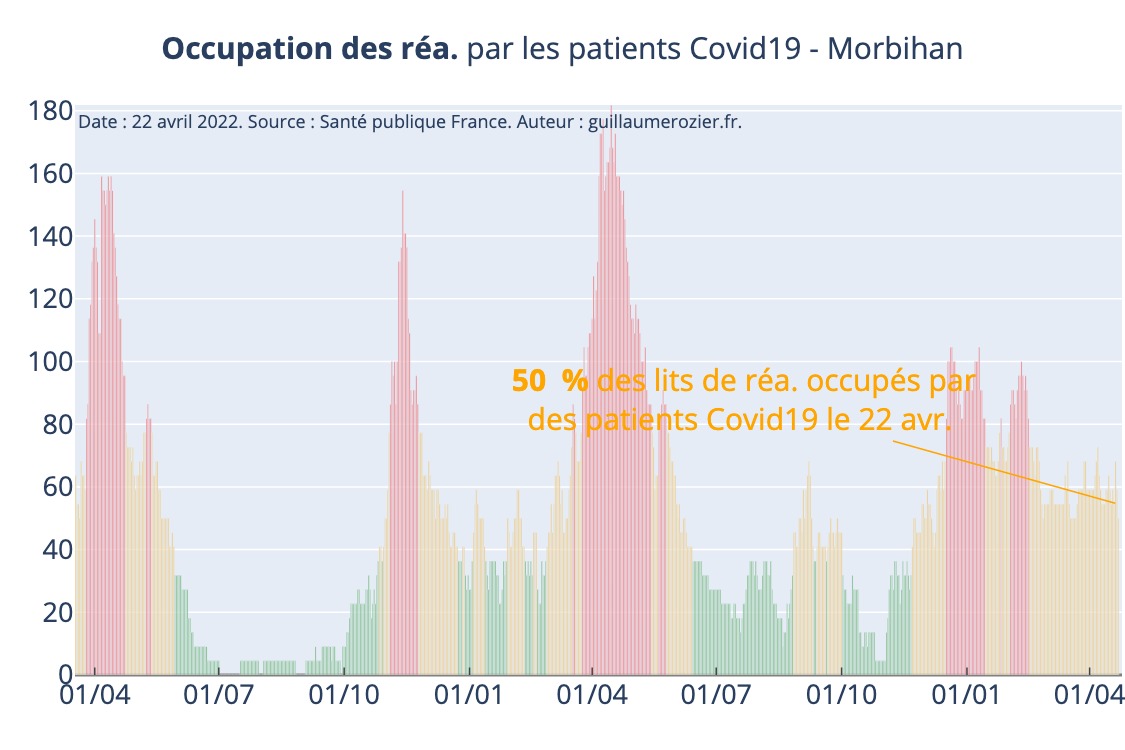 Occupation des réa. par les patients Covid19 - Morbihan
180
Date : 22 avril 2022. Source : Santé publique France. Auteur : guillaumerozier.fr.
160
140
120
100
50 % des lits de réa. occupés par
des patients Covid19 le 22 avr.
80
60
40
20
0
01/04 01/07 01/10 01/01 01/04 01/07 01/10 01/01 01/04